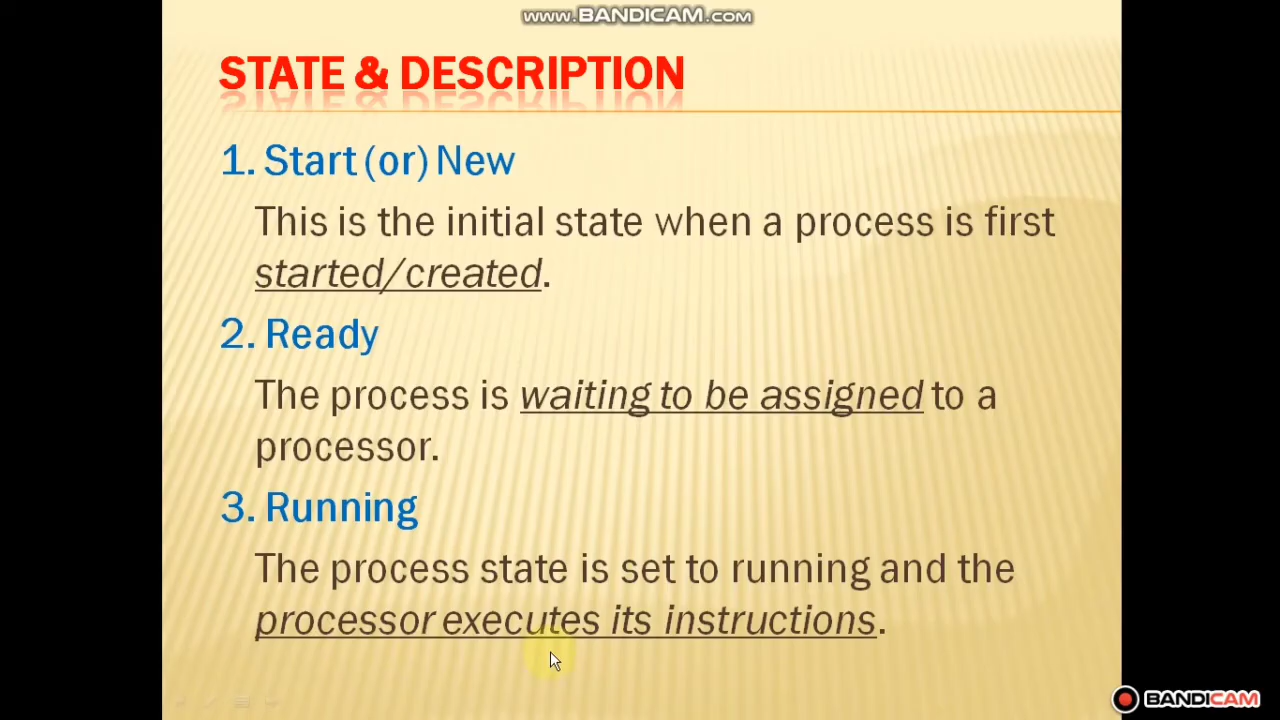 www.BANDICAM.com
STATE & DESCRIPTION
1. Start (or) New
This is the initial state when a process is first
started/created.
2. Ready
The process is waiting to be assigned to a
processor.
3. Running
The process state is set to running and the
processor executes its instructions.
BANDICAM